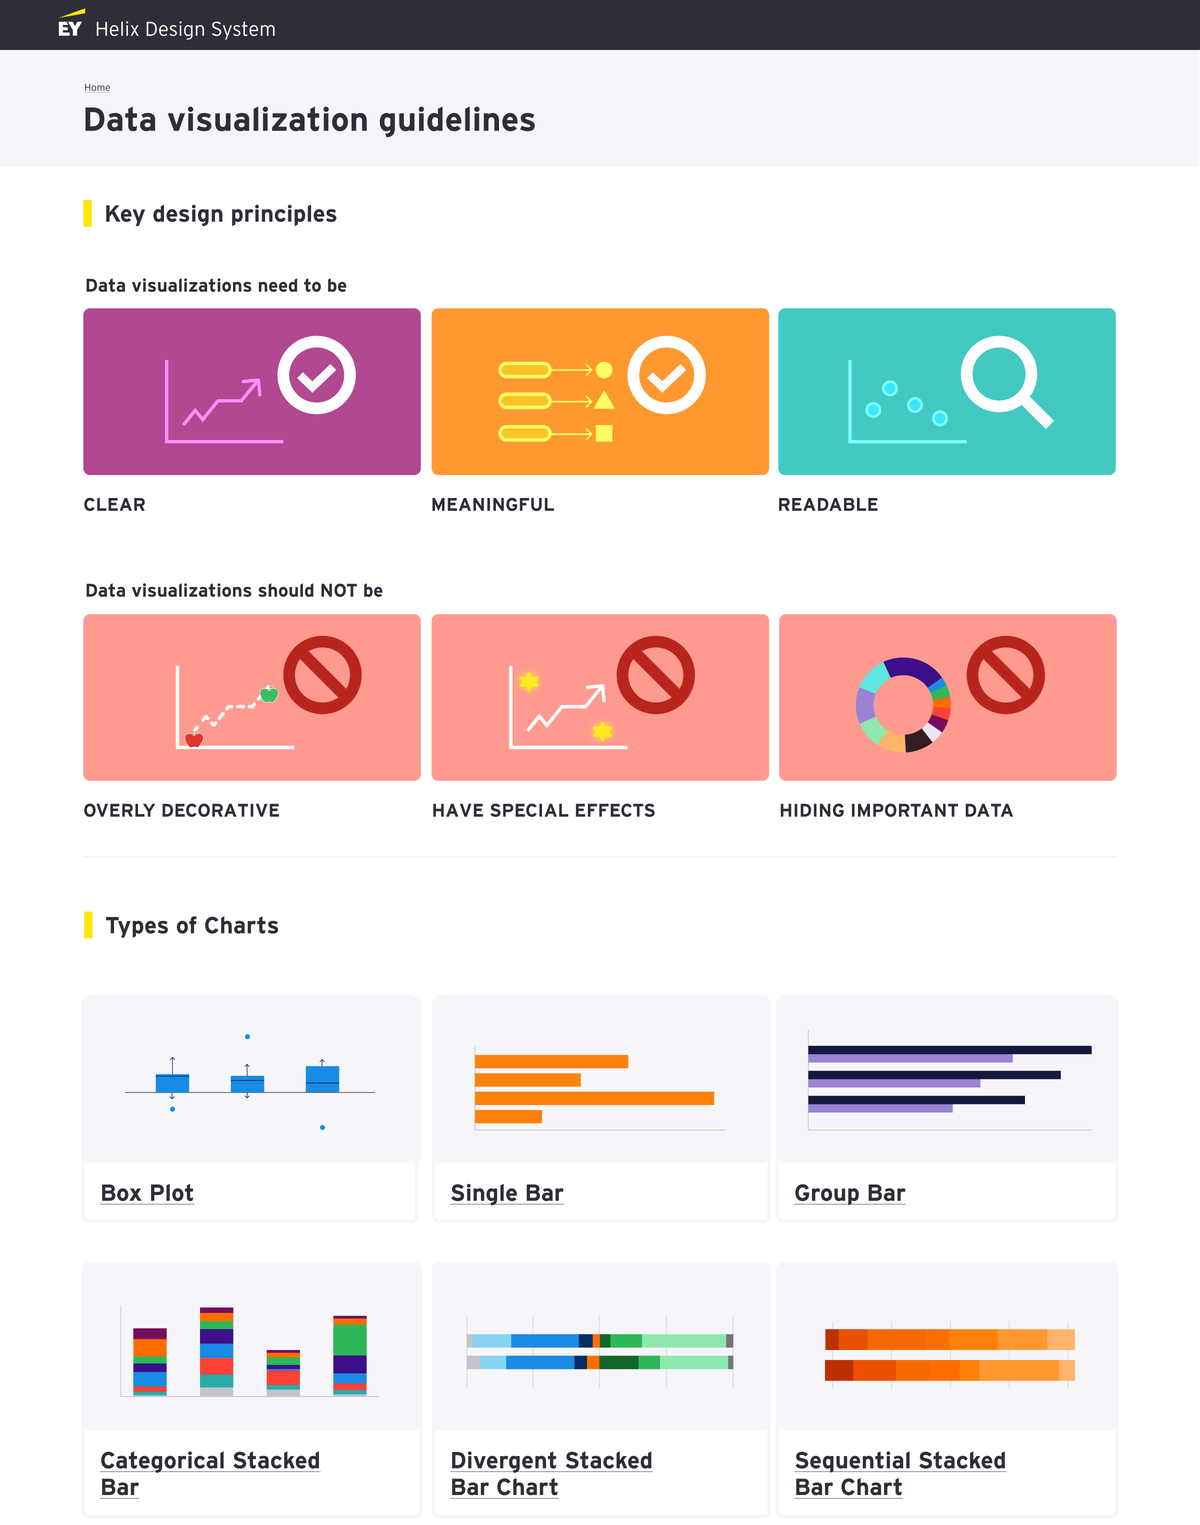 EY Helix Design System
Home
Data visualization guidelines
Key design principles
Data visualizations need to be
CLEAR
MEANINGFUL
READABLE
Data visualizations should NOT be
OVERLY DECORATIVE
HAVE SPECIAL EFFECTS
HIDING IMPORTANT DATA
Types of Charts
Box Plot
Single Bar
Group Bar
Categorical Stacked
Bar
Divergent Stacked
Bar Chart
Sequential Stacked
Bar Chart